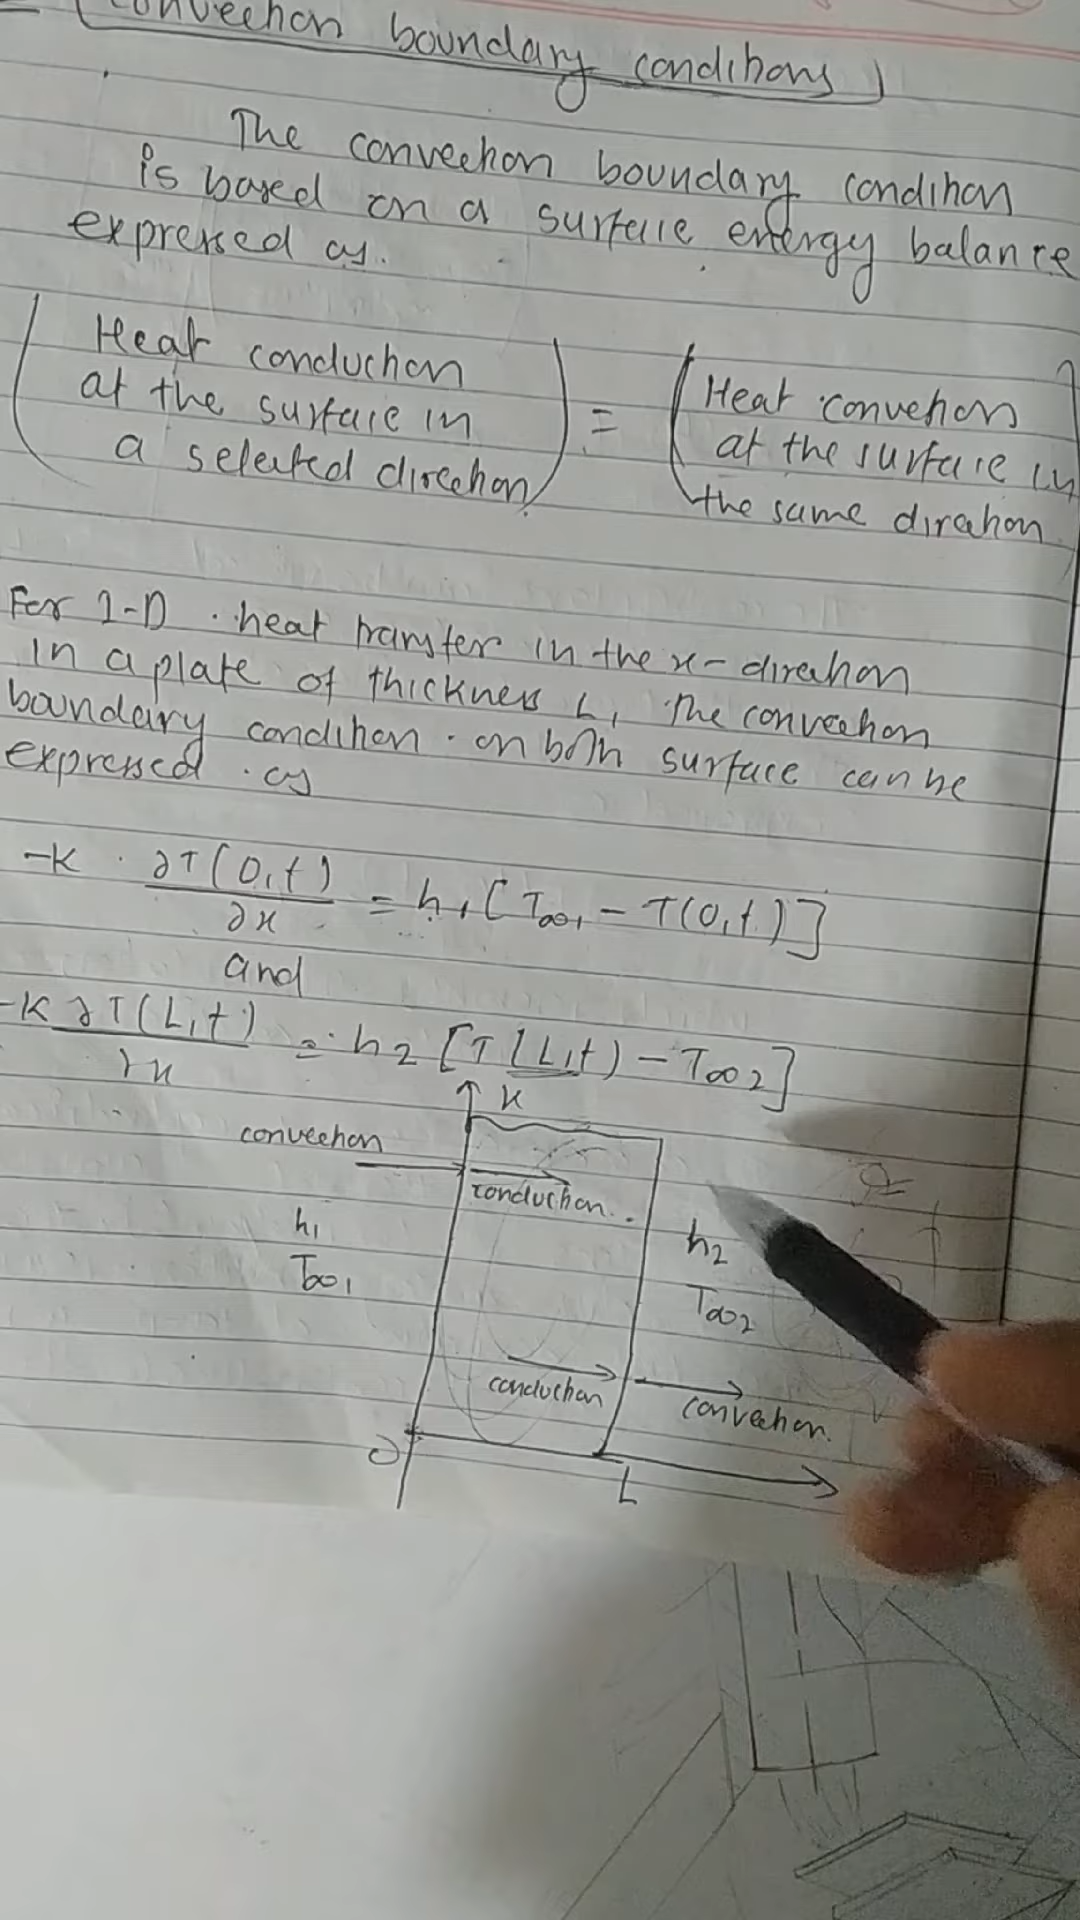 (Convection boundary conditions)
The convection boundary condition
is based on a surface energy balance
expressed as.
Heat conduction
at the surface in
a selected direction
=
Heat convection
at the surface in
the same direction
For 1-D heat transfer in the x-direction
in a plate of thickness L, the convection
boundary condition on both surface can be
expressed as
-K ∂T(0,t)/∂x = h₁[T∞₁ - T(0,t)]
and
-K ∂T(L,t)/∂x = h₂[T(L,t) - T∞₂]
x
convection
conduction
h₁
T∞₁
h₂
T∞₂
conduction
convection.
0
L